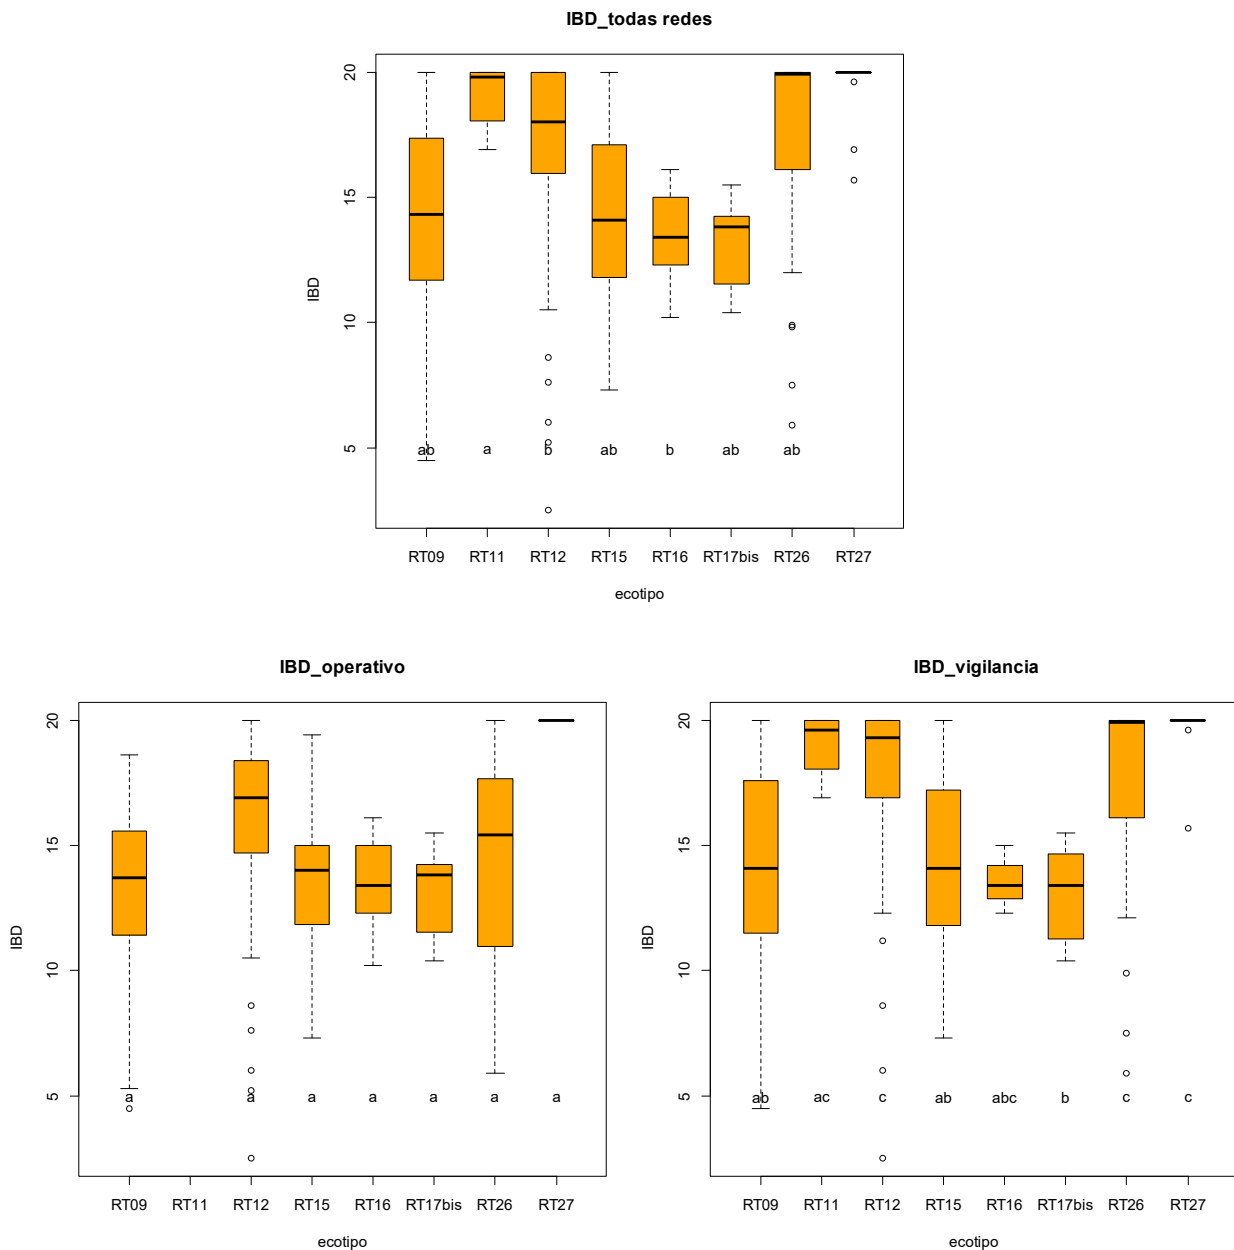 IBD_todas redes
20
15
10
5
IBD
ab a b ab b ab ab
RT09 RT11 RT12 RT15 RT16 RT17bis RT26 RT27
ecotipo
IBD_operativo
20
15
10
5
IBD
a a a a a a a
RT09 RT11 RT12 RT15 RT16 RT17bis RT26 RT27
ecotipo
IBD_vigilancia
20
15
10
5
IBD
ab ac c ab abc b c c
RT09 RT11 RT12 RT15 RT16 RT17bis RT26 RT27
ecotipo